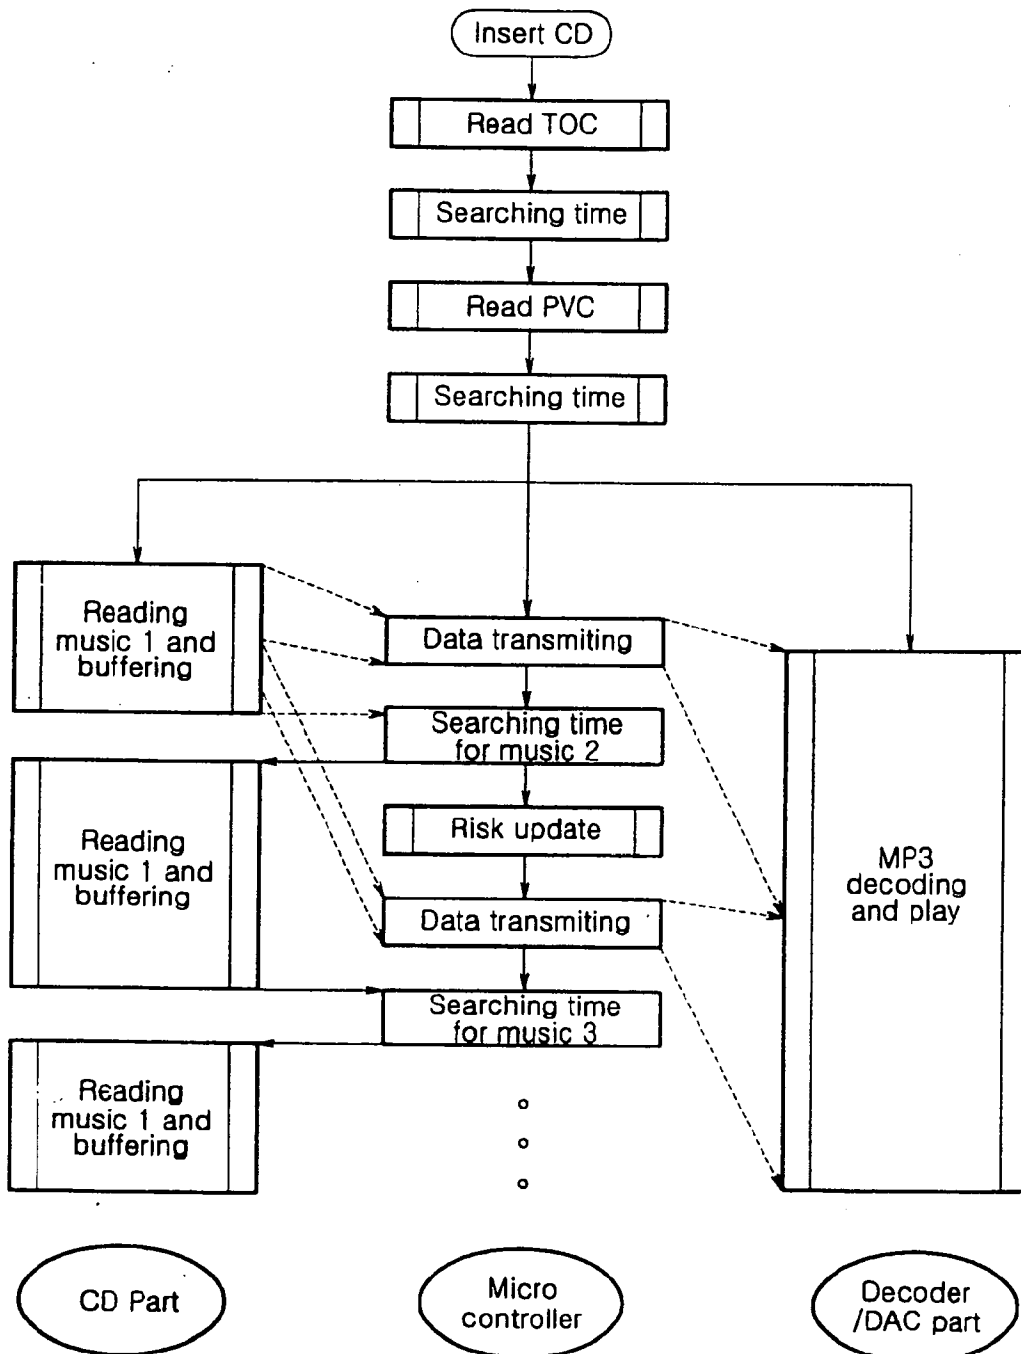 Insert CD
Read TOC
Searching time
Read PVC
Searching time
Reading
music 1 and
buffering
Data transmiting
Searching time
for music 2
Reading
music 1 and
buffering
Risk update
MP3
decoding
and play
Data transmiting
Searching time
for music 3
Reading
music 1 and
buffering
CD Part
Micro
controller
Decoder
/DAC part